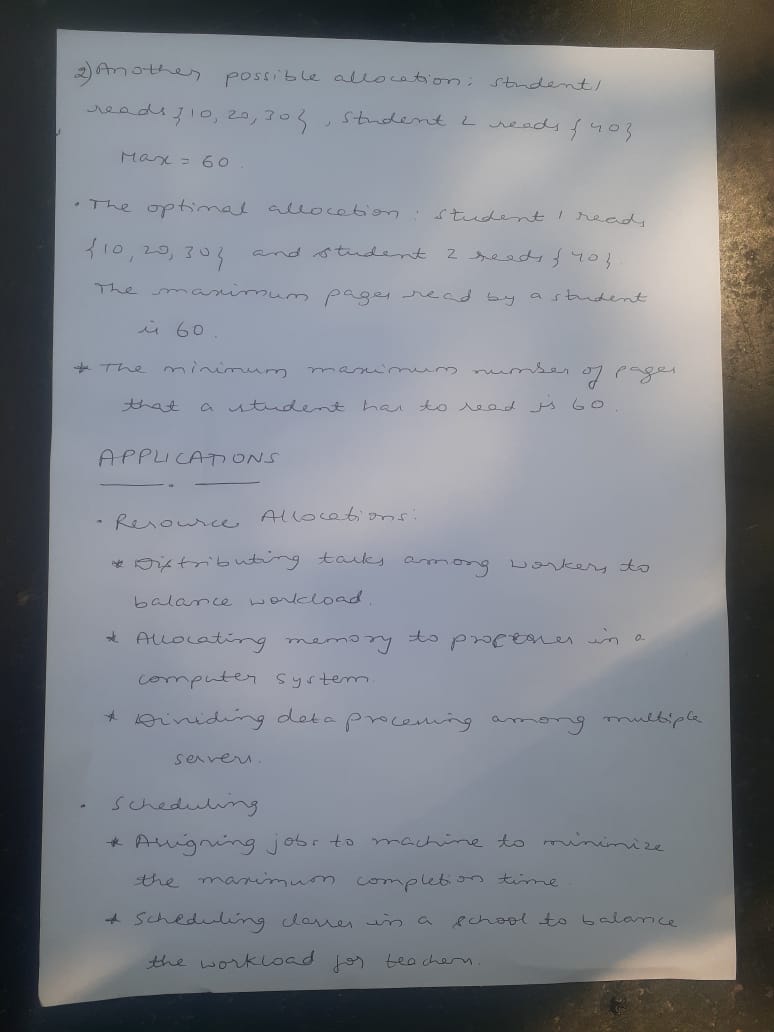 2) Another possible allocation: student 1
reads {10, 20, 30}, student 2 reads {40}
Max = 60.
• The optimal allocation: student 1 reads
{10, 20, 30} and student 2 reads {40}.
The maximum pages read by a student
is 60.
* The minimum maximum number of pages
that a student has to read is 60.
APPLICATIONS
• Resource Allocations:
* Distributing tasks among workers to
balance workload.
* Allocating memory to processes in a
computer system.
* Dividing data processing among multiple
servers.
• Scheduling
* Assigning jobs to machine to minimize
the maximum completion time.
* Scheduling classes in a school to balance
the workload for teachers.